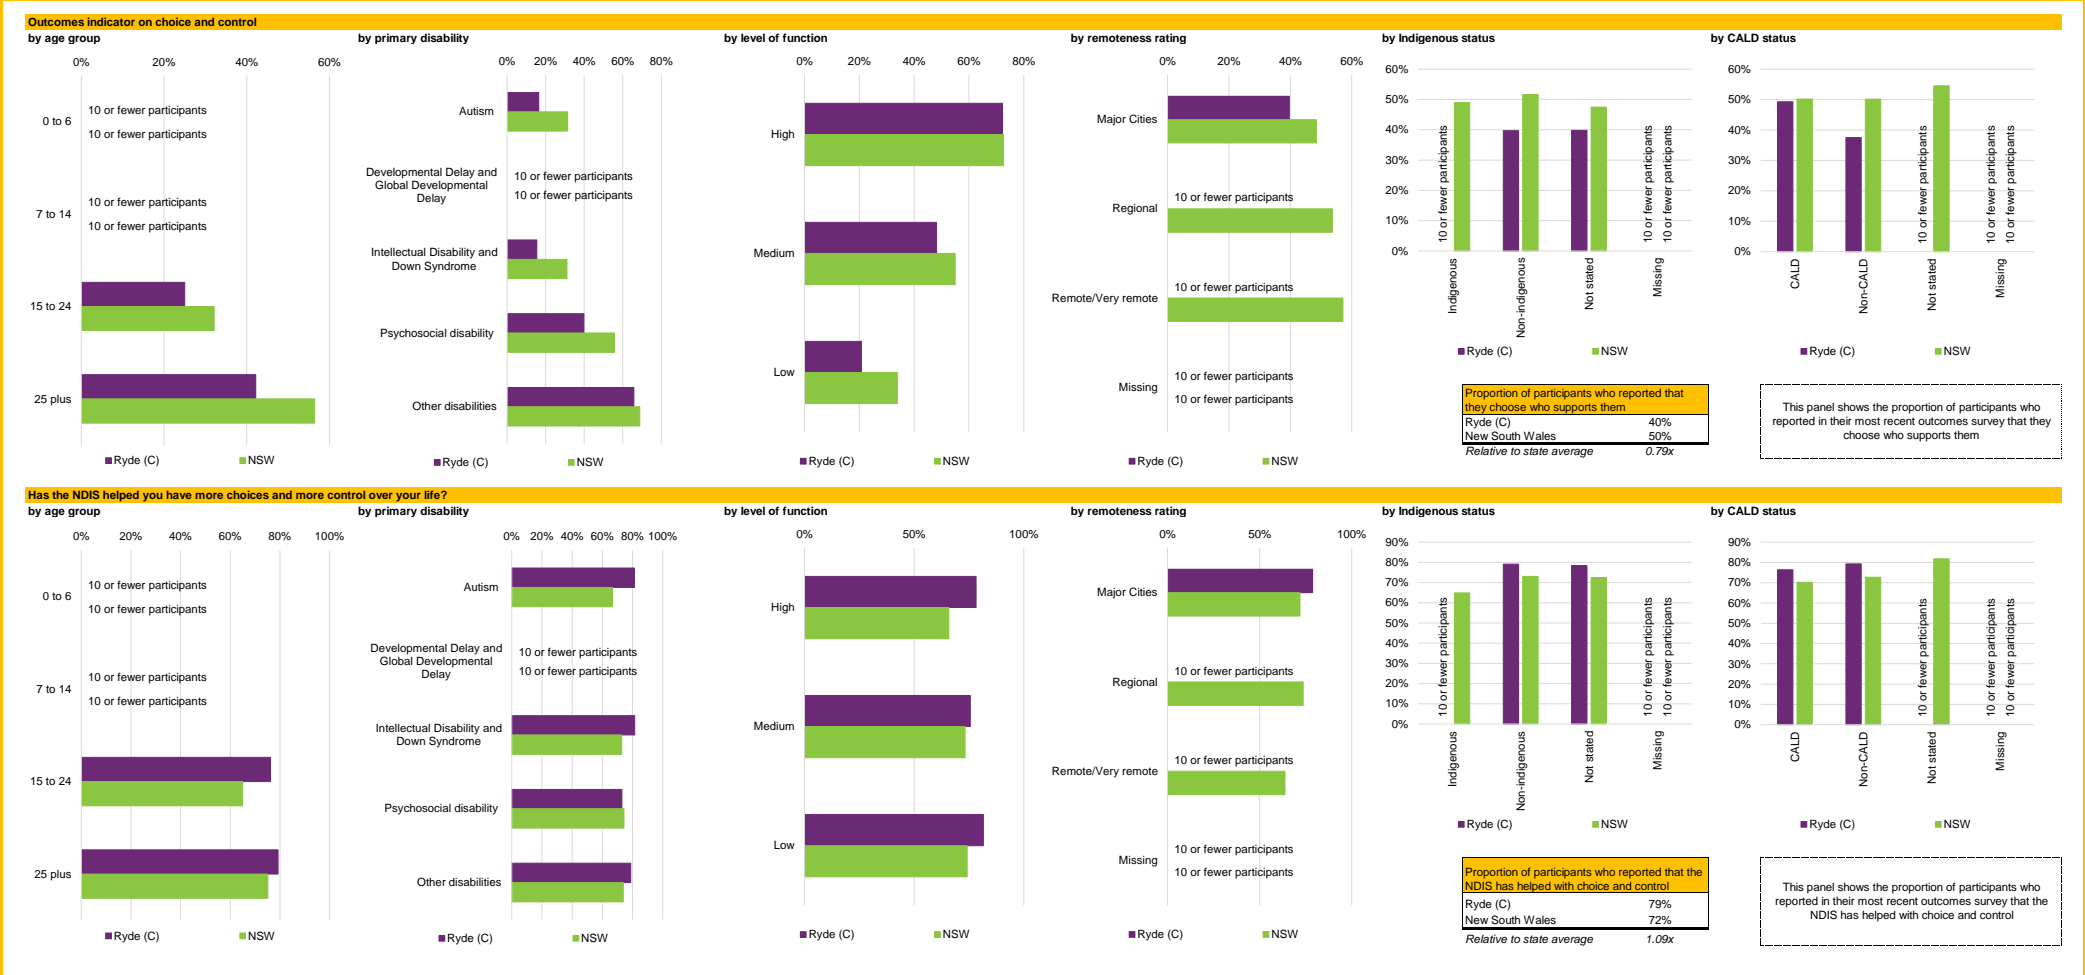 Outcomes indicator on choice and control
by age group
0%
20%
40%
60%
0 to 6
10 or fewer participants
10 or fewer participants
7 to 14
10 or fewer participants
10 or fewer participants
15 to 24
25 plus
Ryde (C)
NSW
by primary disability
0%
20%
40%
60%
80%
Autism
Developmental Delay and
Global Developmental
Delay
10 or fewer participants
10 or fewer participants
Intellectual Disability and
Down Syndrome
Psychosocial disability
Other disabilities
Ryde (C)
NSW
by level of function
0%
20%
40%
60%
80%
High
Medium
Low
Ryde (C)
NSW
by remoteness rating
0%
20%
40%
60%
Major Cities
Regional
10 or fewer participants
Remote/Very remote
10 or fewer participants
Missing
10 or fewer participants
10 or fewer participants
Ryde (C)
NSW
by Indigenous status
60%
50%
40%
30%
20%
10%
0%
10 or fewer participants
10 or fewer participants
10 or fewer participants
Indigenous
Non-indigenous
Not stated
Missing
Ryde (C)
NSW
by CALD status
60%
50%
40%
30%
20%
10%
0%
10 or fewer participants
10 or fewer participants
10 or fewer participants
CALD
Non-CALD
Not stated
Missing
Ryde (C)
NSW
Proportion of participants who reported that
they choose who supports them
Ryde (C) 40%
New South Wales 50%
Relative to state average 0.79x
This panel shows the proportion of participants who
reported in their most recent outcomes survey that they
choose who supports them
Has the NDIS helped you have more choices and more control over your life?
by age group
0%
20%
40%
60%
80%
100%
0 to 6
10 or fewer participants
10 or fewer participants
7 to 14
10 or fewer participants
10 or fewer participants
15 to 24
25 plus
Ryde (C)
NSW
by primary disability
0%
20%
40%
60%
80%
100%
Autism
Developmental Delay and
Global Developmental
Delay
10 or fewer participants
10 or fewer participants
Intellectual Disability and
Down Syndrome
Psychosocial disability
Other disabilities
Ryde (C)
NSW
by level of function
0%
50%
100%
High
Medium
Low
Ryde (C)
NSW
by remoteness rating
0%
50%
100%
Major Cities
Regional
10 or fewer participants
Remote/Very remote
10 or fewer participants
Missing
10 or fewer participants
10 or fewer participants
Ryde (C)
NSW
by Indigenous status
90%
80%
70%
60%
50%
40%
30%
20%
10%
0%
10 or fewer participants
10 or fewer participants
10 or fewer participants
Indigenous
Non-indigenous
Not stated
Missing
Ryde (C)
NSW
by CALD status
90%
80%
70%
60%
50%
40%
30%
20%
10%
0%
10 or fewer participants
10 or fewer participants
10 or fewer participants
CALD
Non-CALD
Not stated
Missing
Ryde (C)
NSW
Proportion of participants who reported that the
NDIS has helped with choice and control
Ryde (C) 79%
New South Wales 72%
Relative to state average 1.09x
This panel shows the proportion of participants who
reported in their most recent outcomes survey that the
NDIS has helped with choice and control